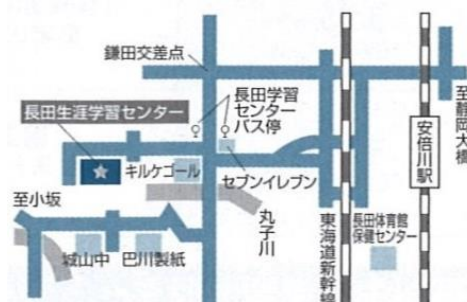 鎌田交差点
長田生涯学習センター
長田学習
センター
バス停
キルケゴール
セブンイレブン
至静岡大橋
安倍川駅
至小坂
丸子川
城山中
巴川製紙
東海道新幹線
長田体育館
保健センター